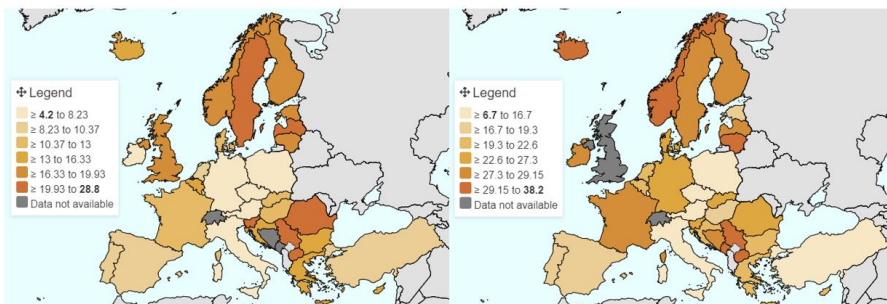 Legend
≥ 4.2 to 8.23
≥ 8.23 to 10.37
≥ 10.37 to 13
≥ 13 to 16.33
≥ 16.33 to 19.93
≥ 19.93 to 28.8
Data not available
Legend
≥ 6.7 to 16.7
≥ 16.7 to 19.3
≥ 19.3 to 22.6
≥ 22.6 to 27.3
≥ 27.3 to 29.15
≥ 29.15 to 38.2
Data not available